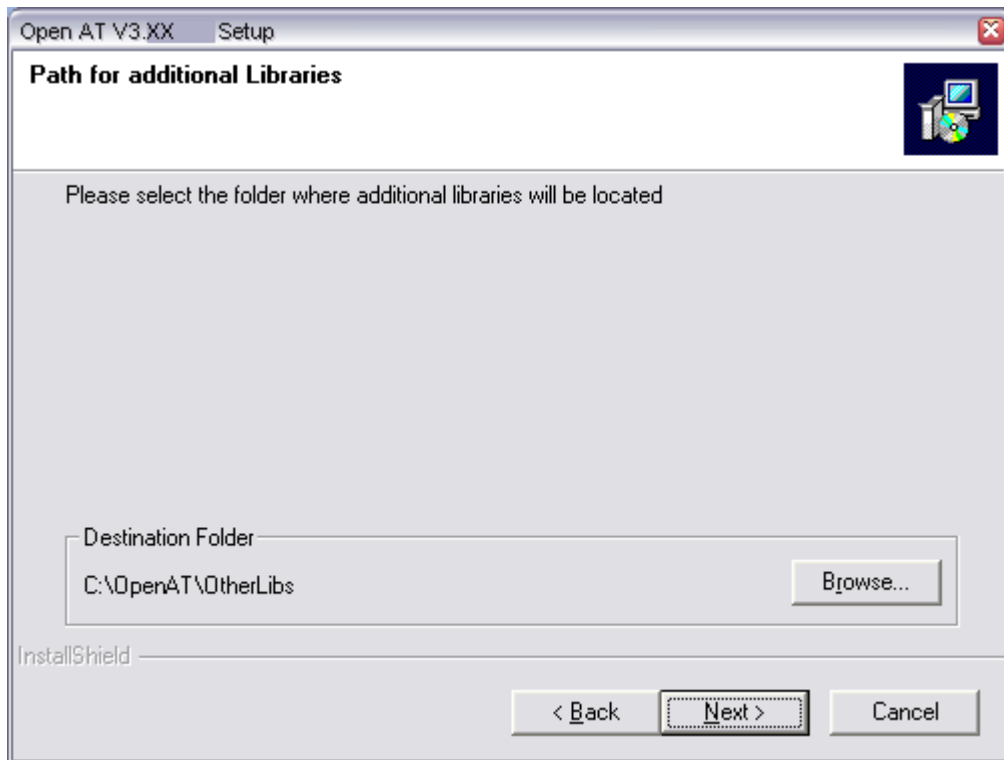 Open AT V3.XX Setup
Path for additional Libraries
Please select the folder where additional libraries will be located
Destination Folder
C:\OpenAT\OtherLibs
Browse...
InstallShield
< Back
Next >
Cancel